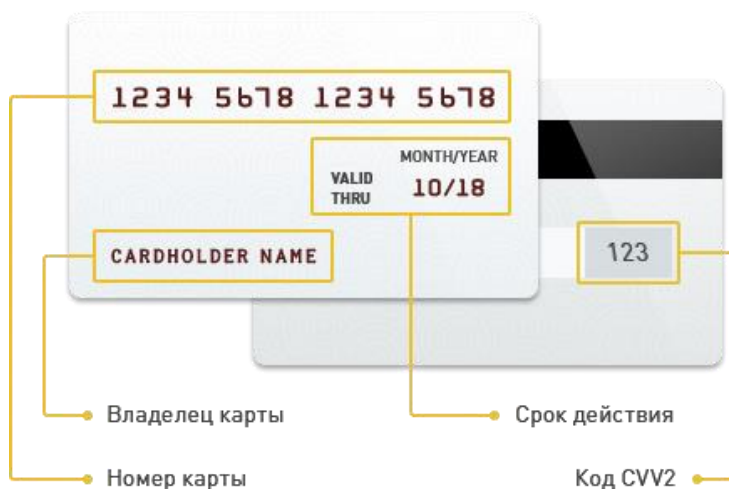 1234 5678 1234 5678
MONTH/YEAR
VALID
THRU
10/18
CARDHOLDER NAME
123
Владелец карты
Срок действия
Номер карты
Код CVV2